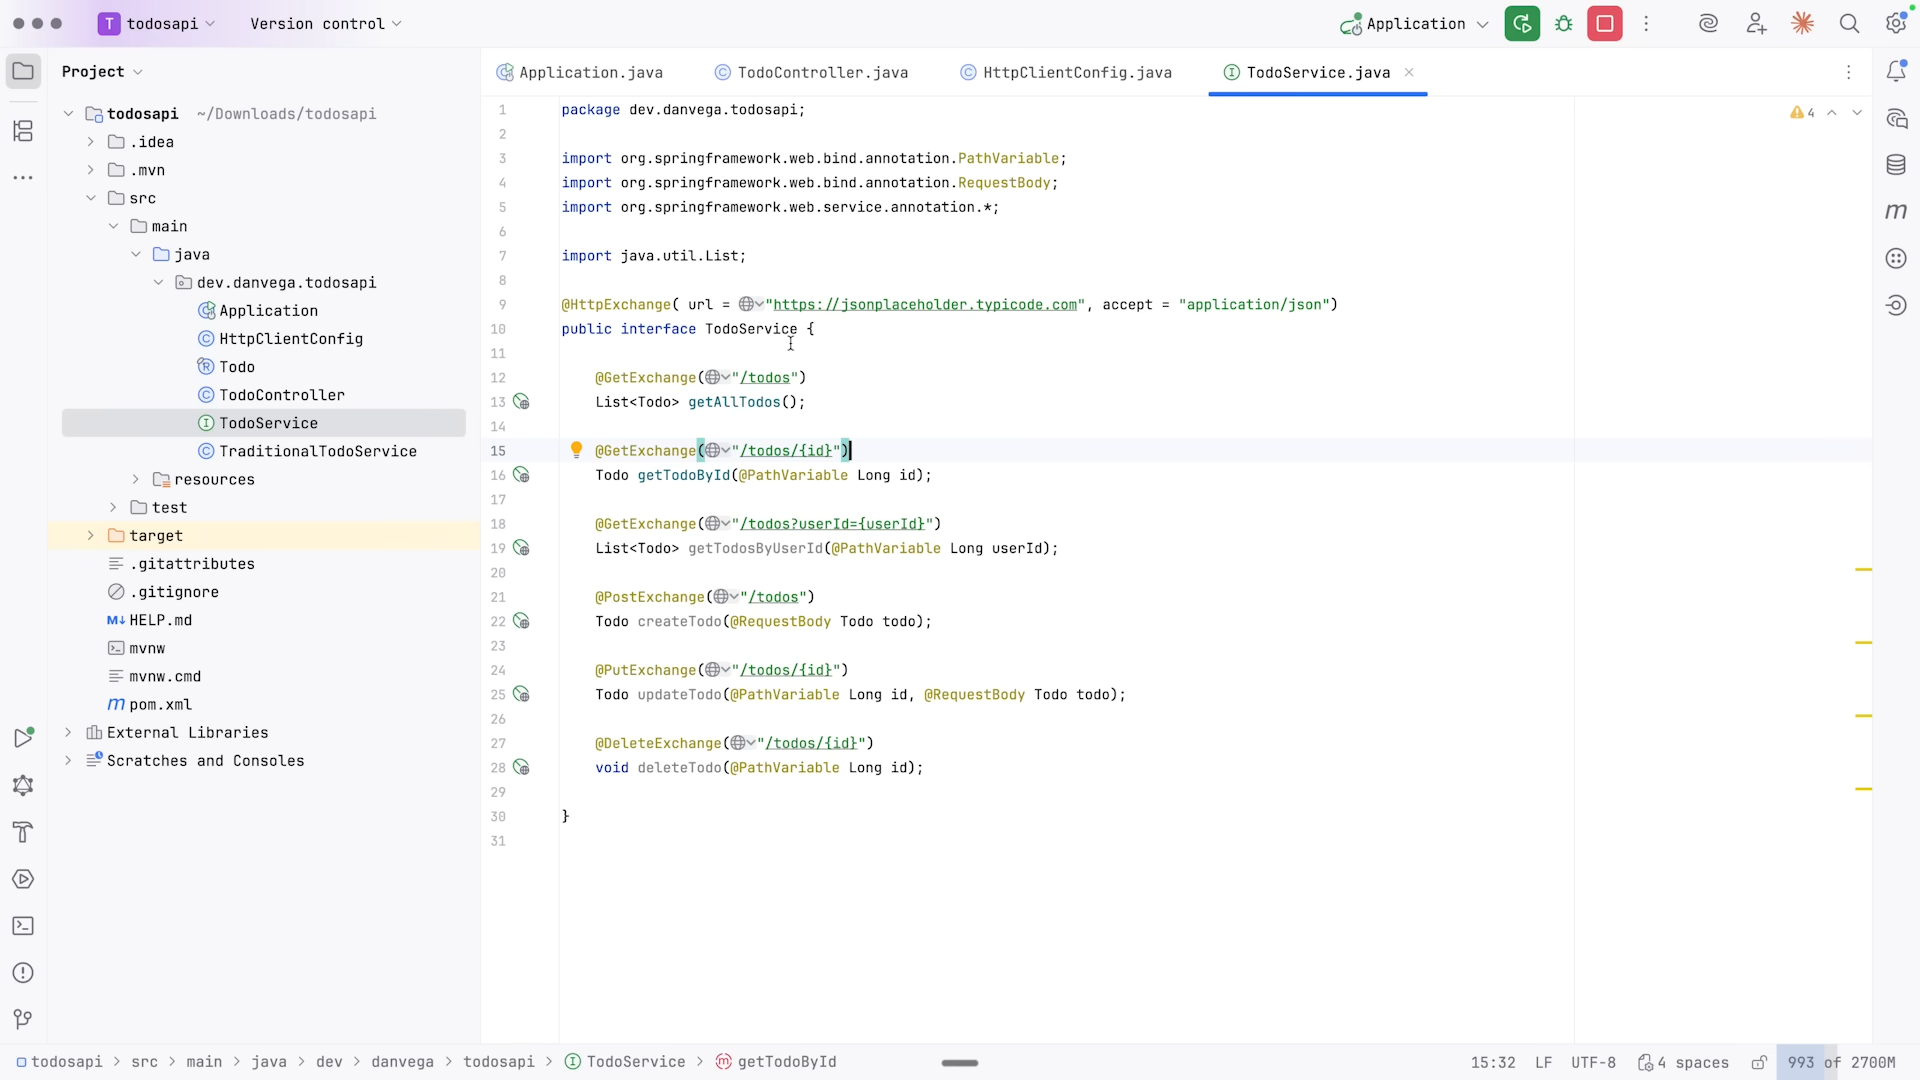 T todosapi
Version control
Application
Project
todosapi ~/Downloads/todosapi
.idea
.mvn
src
main
java
dev.danvega.todosapi
Application
HttpClientConfig
Todo
TodoController
TodoService
TraditionalTodoService
resources
test
target
.gitattributes
.gitignore
M↓ HELP.md
mvnw
mvnw.cmd
m pom.xml
External Libraries
Scratches and Consoles
Application.java
TodoController.java
HttpClientConfig.java
TodoService.java
4
1 package dev.danvega.todosapi;
2
3 import org.springframework.web.bind.annotation.PathVariable;
4 import org.springframework.web.bind.annotation.RequestBody;
5 import org.springframework.web.service.annotation.*;
6
7 import java.util.List;
8
9 @HttpExchange( url = "https://jsonplaceholder.typicode.com", accept = "application/json")
10 public interface TodoService {
11
12 @GetExchange("/todos")
13 List<Todo> getAllTodos();
14
15 @GetExchange("/todos/{id}")
16 Todo getTodoById(@PathVariable Long id);
17
18 @GetExchange("/todos?userId={userId}")
19 List<Todo> getTodosByUserId(@PathVariable Long userId);
20
21 @PostExchange("/todos")
22 Todo createTodo(@RequestBody Todo todo);
23
24 @PutExchange("/todos/{id}")
25 Todo updateTodo(@PathVariable Long id, @RequestBody Todo todo);
26
27 @DeleteExchange("/todos/{id}")
28 void deleteTodo(@PathVariable Long id);
29
30 }
31
m
todosapi > src > main > java > dev > danvega > todosapi > TodoService > getTodoById
15:32 LF UTF-8 4 spaces 993 of 2700M